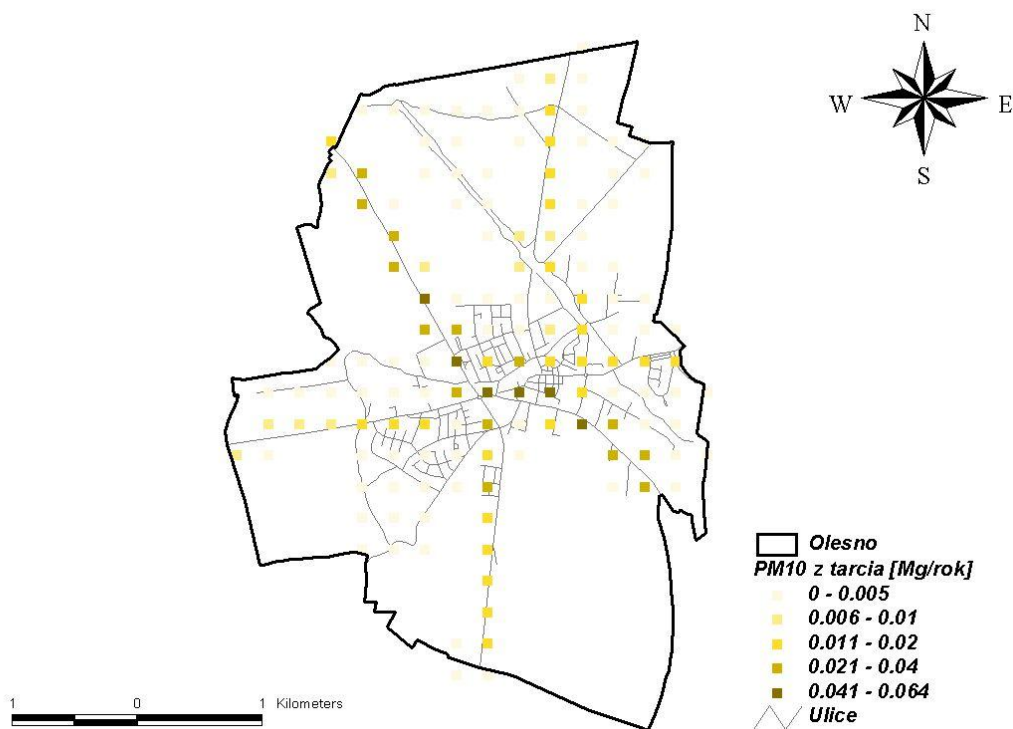 N
W E
S
Olesno
PM10 z tarcia [Mg/rok]
0 - 0.005
0.006 - 0.01
0.011 - 0.02
0.021 - 0.04
0.041 - 0.064
Ulice
1 0 1 Kilometers